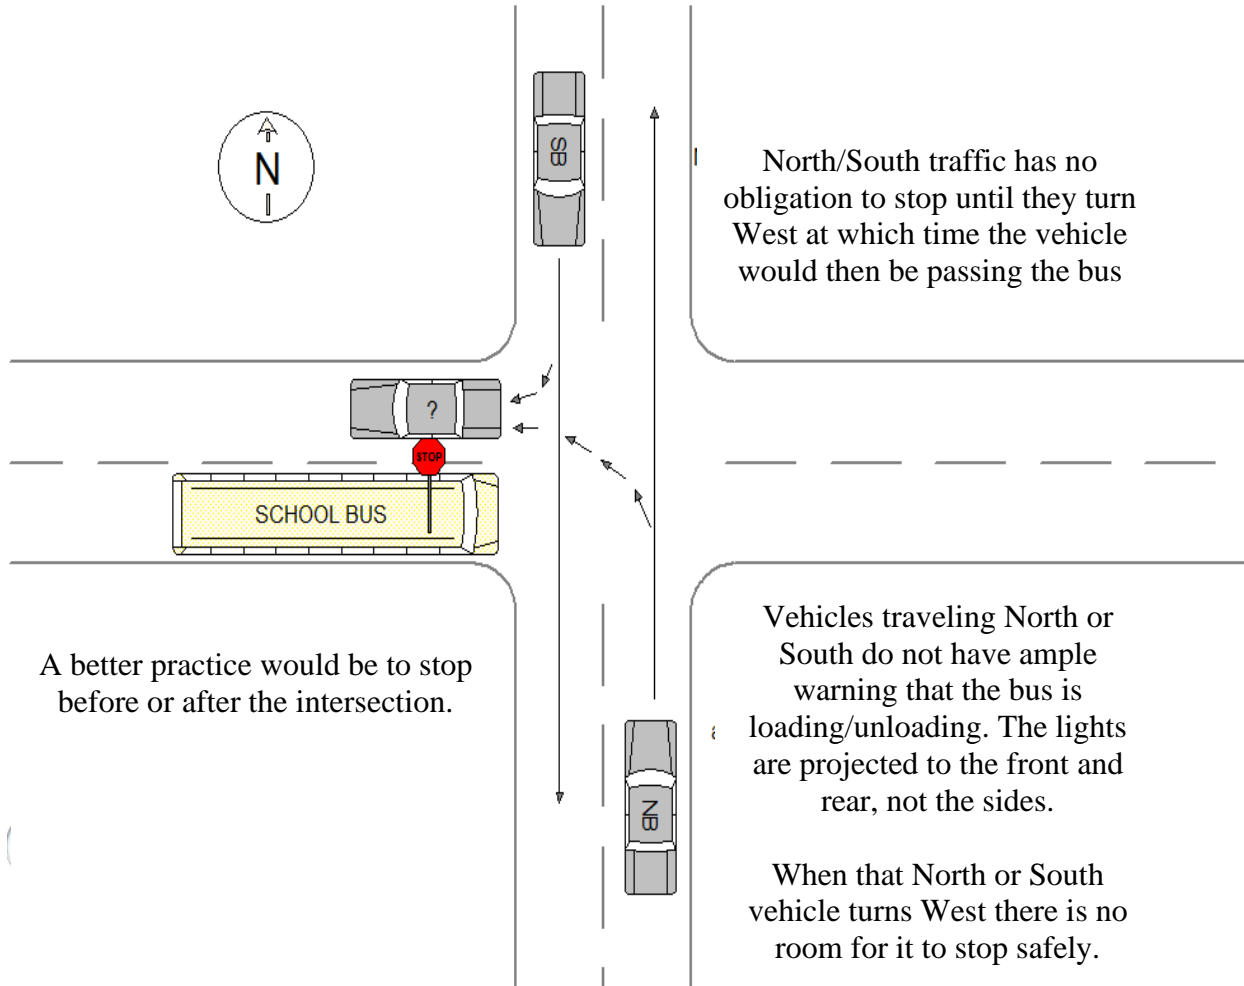 SB
N
North/South traffic has no
obligation to stop until they turn
West at which time the vehicle
would then be passing the bus
?
STOP
SCHOOL BUS
A better practice would be to stop
before or after the intersection.
Vehicles traveling North or
South do not have ample
warning that the bus is
loading/unloading. The lights
are projected to the front and
rear, not the sides.
NB
When that North or South
vehicle turns West there is no
room for it to stop safely.